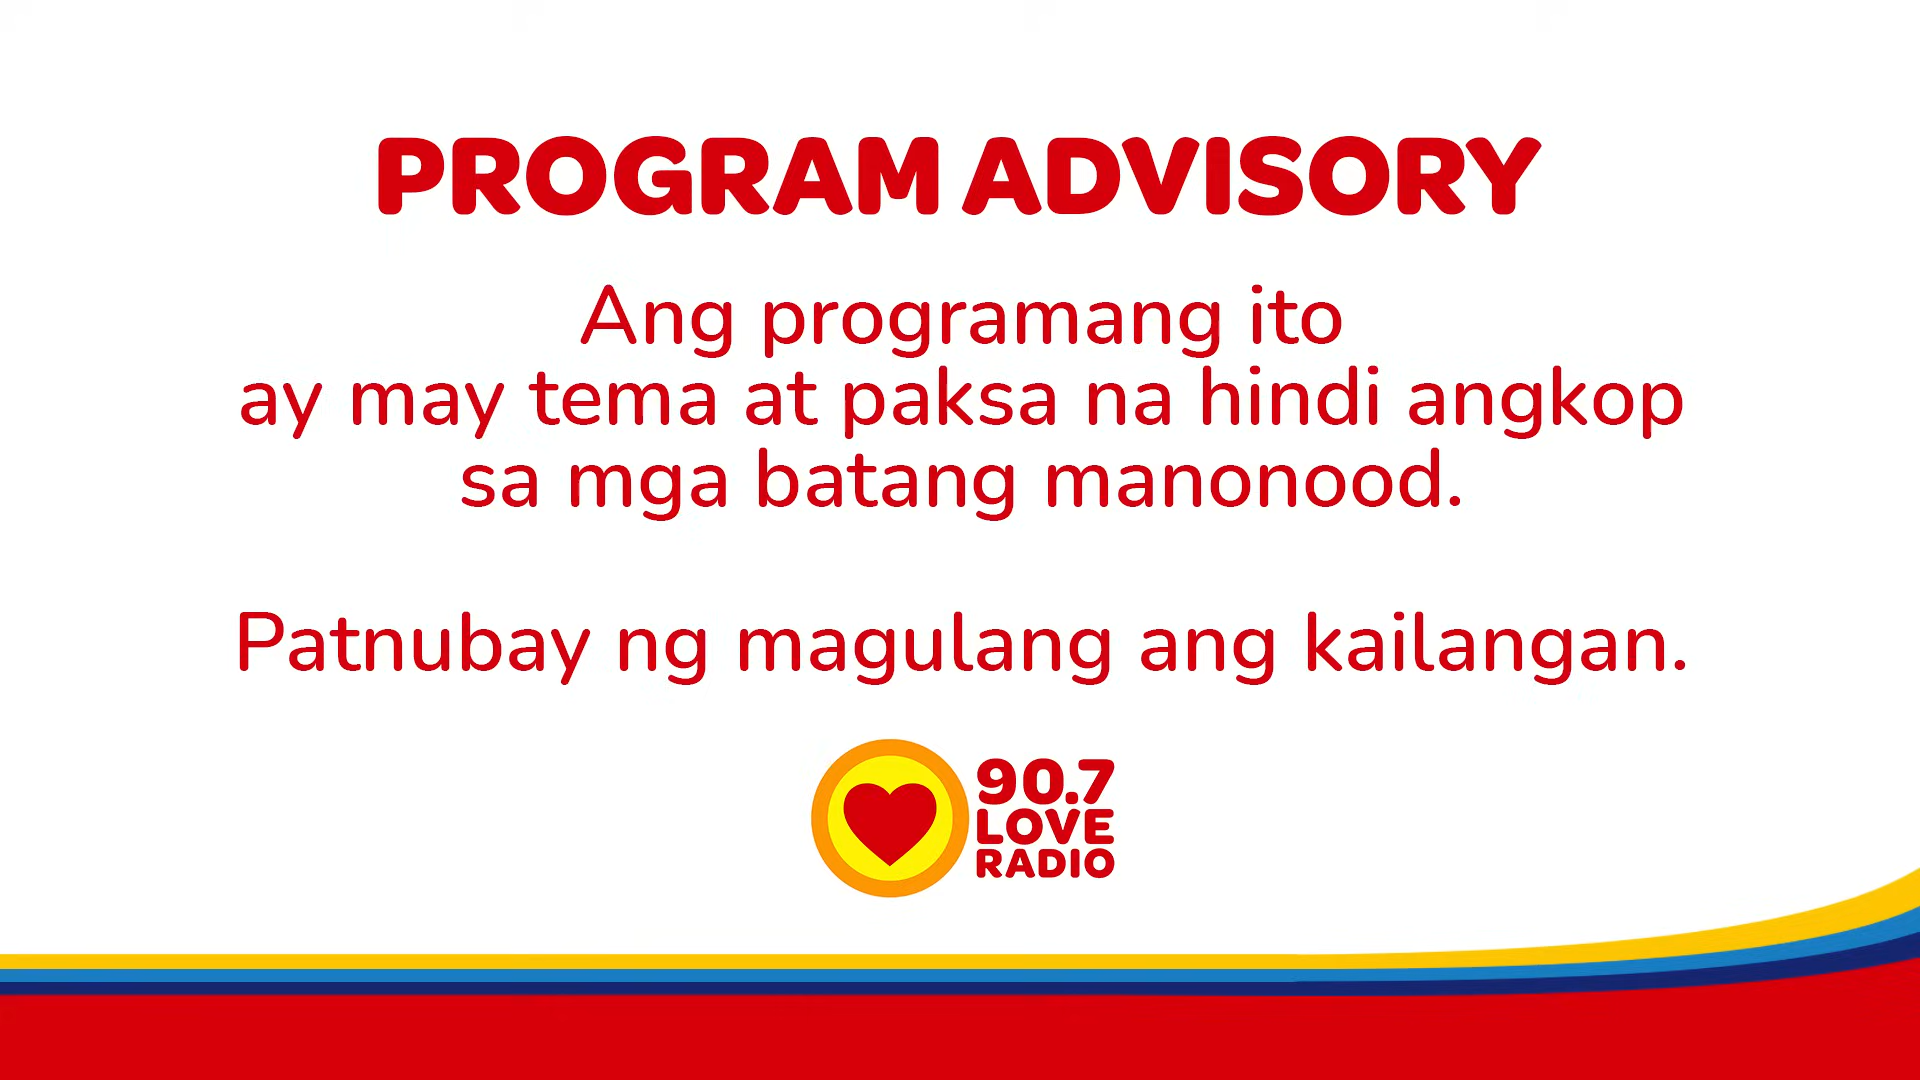 PROGRAM ADVISORY
Ang programang ito
ay may tema at paksa na hindi angkop
sa mga batang manonood.
Patnubay ng magulang ang kailangan.
90.7
LOVE
RADIO